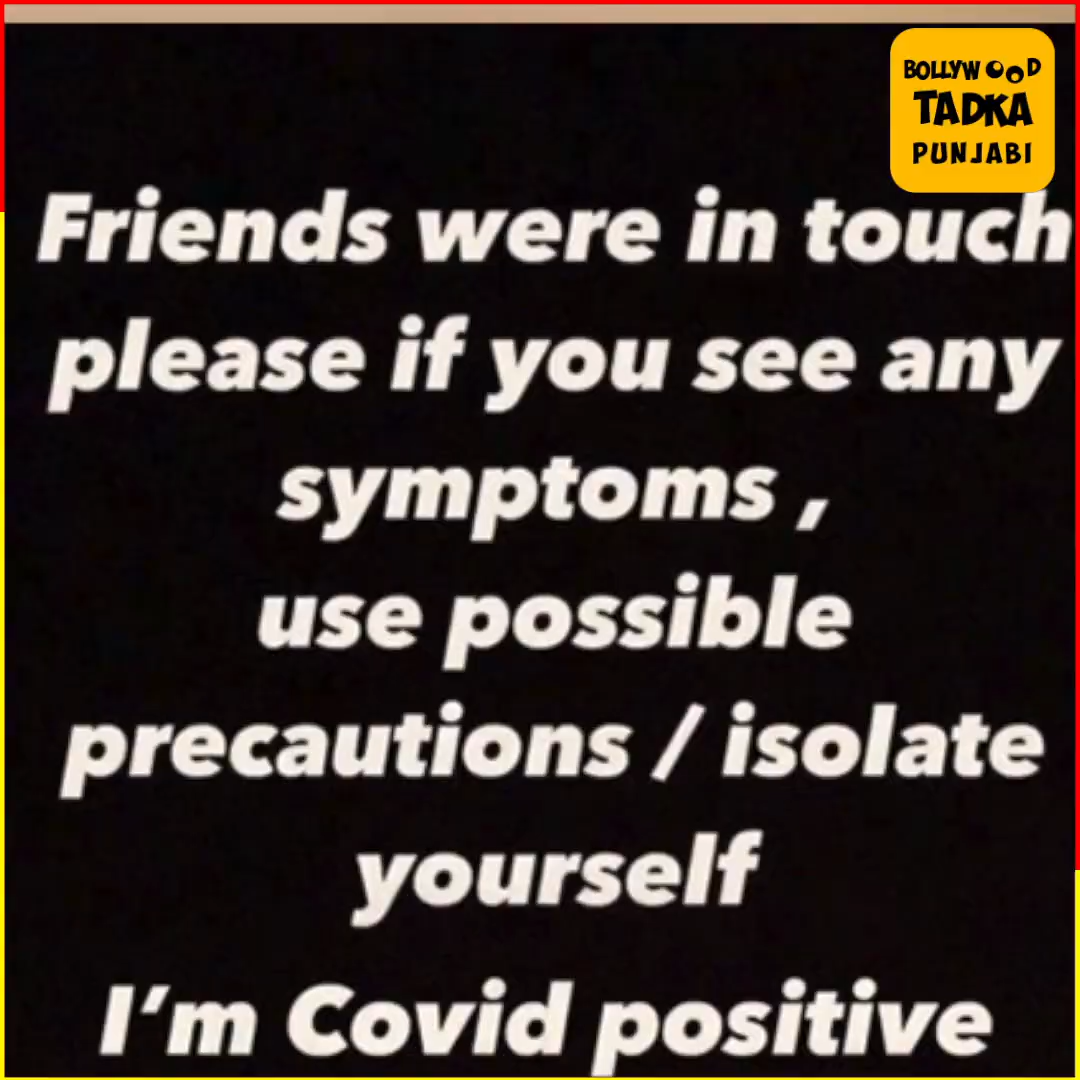 BOLLYWOOD
TADKA
PUNJABI
Friends were in touch
please if you see any
symptoms ,
use possible
precautions / isolate
yourself
I’m Covid positive